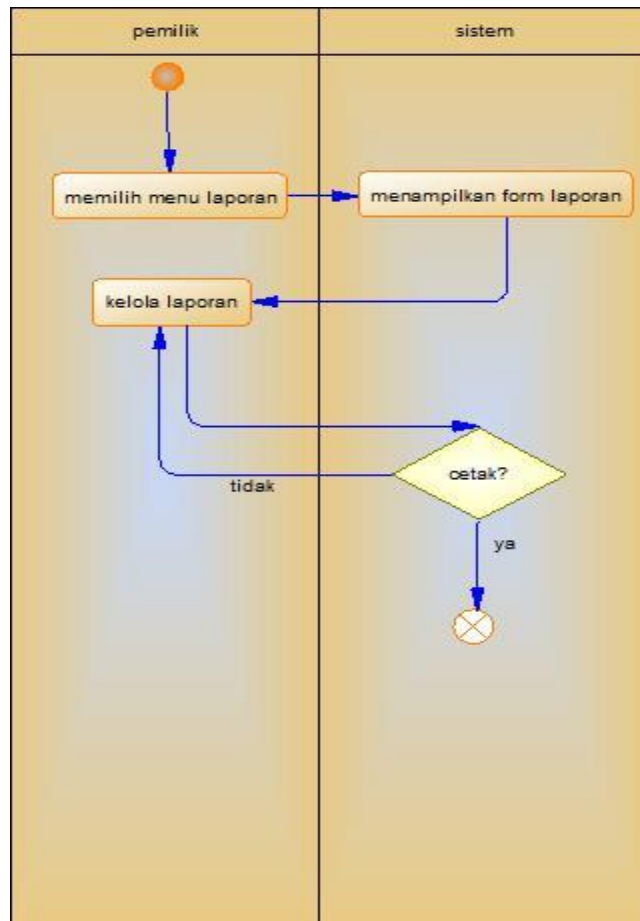 pemilik
sistem
memilih menu laporan
menampilkan form laporan
kelola laporan
cetak?
tidak
ya